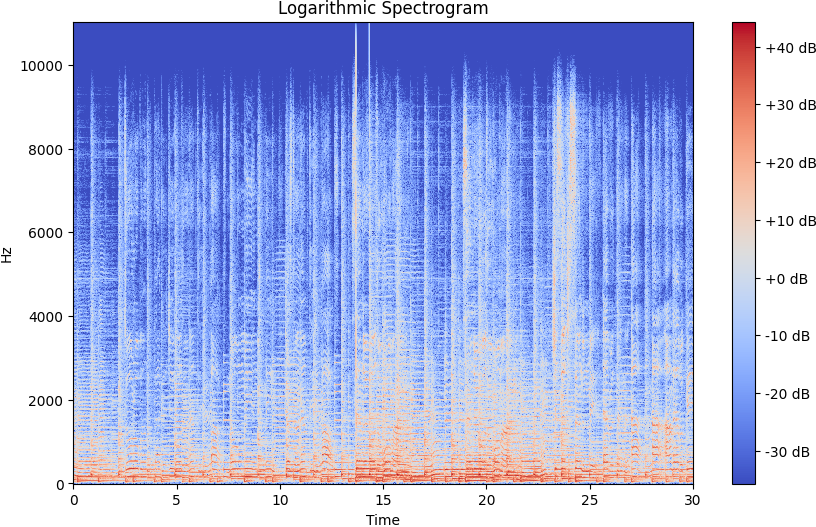 Logarithmic Spectrogram
Hz
10000
8000
6000
4000
2000
0
0 5 10 15 20 25 30
Time
+40 dB
+30 dB
+20 dB
+10 dB
+0 dB
-10 dB
-20 dB
-30 dB